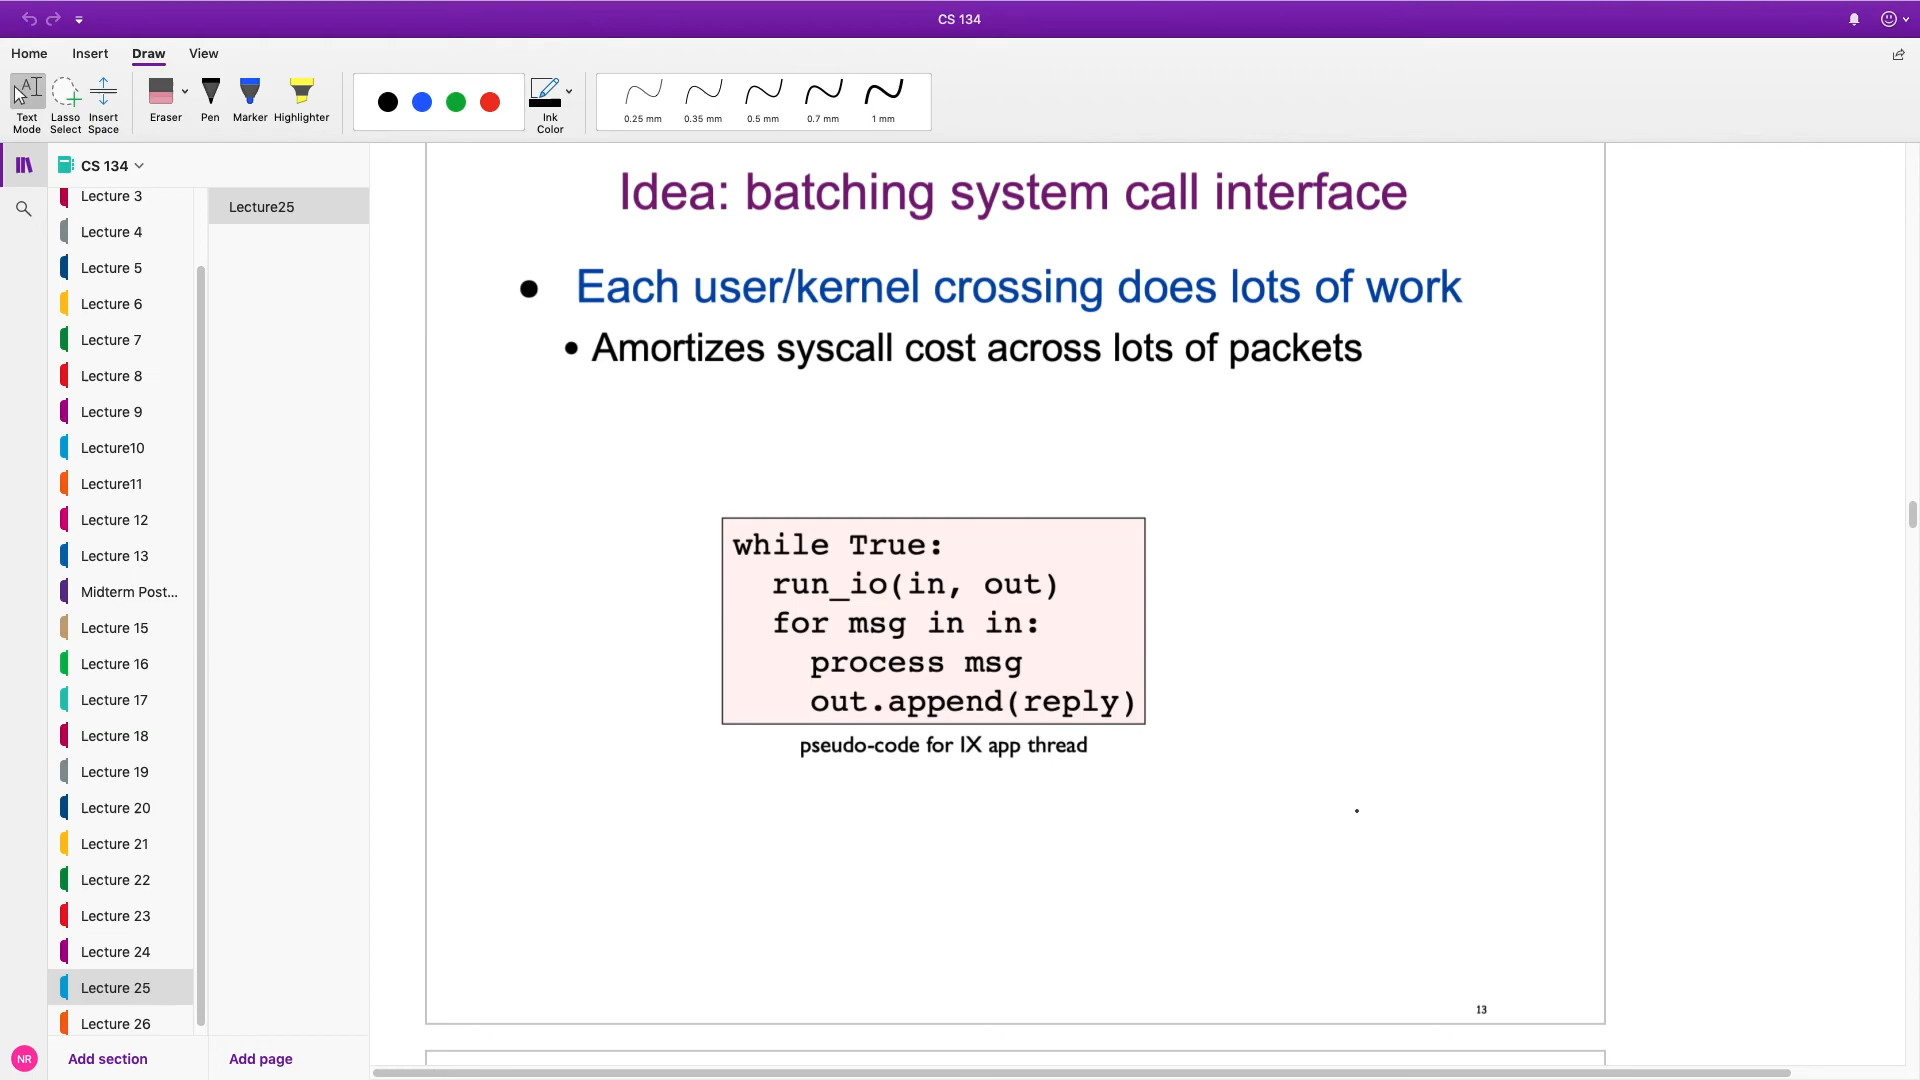 CS 134
Home Insert Draw View
Text Mode
Lasso Select
Insert Space
Eraser
Pen
Marker
Highlighter
Ink Color
0.25 mm
0.35 mm
0.5 mm
0.7 mm
1 mm
CS 134
Lecture 3
Lecture 4
Lecture 5
Lecture 6
Lecture 7
Lecture 8
Lecture 9
Lecture10
Lecture11
Lecture 12
Lecture 13
Midterm Post...
Lecture 15
Lecture 16
Lecture 17
Lecture 18
Lecture 19
Lecture 20
Lecture 21
Lecture 22
Lecture 23
Lecture 24
Lecture 25
Lecture 26
NR
Add section
Lecture25
Add page
Idea: batching system call interface
• Each user/kernel crossing does lots of work
• Amortizes syscall cost across lots of packets
while True:
run_io(in, out)
for msg in in:
process msg
out.append(reply)
pseudo-code for IX app thread
13